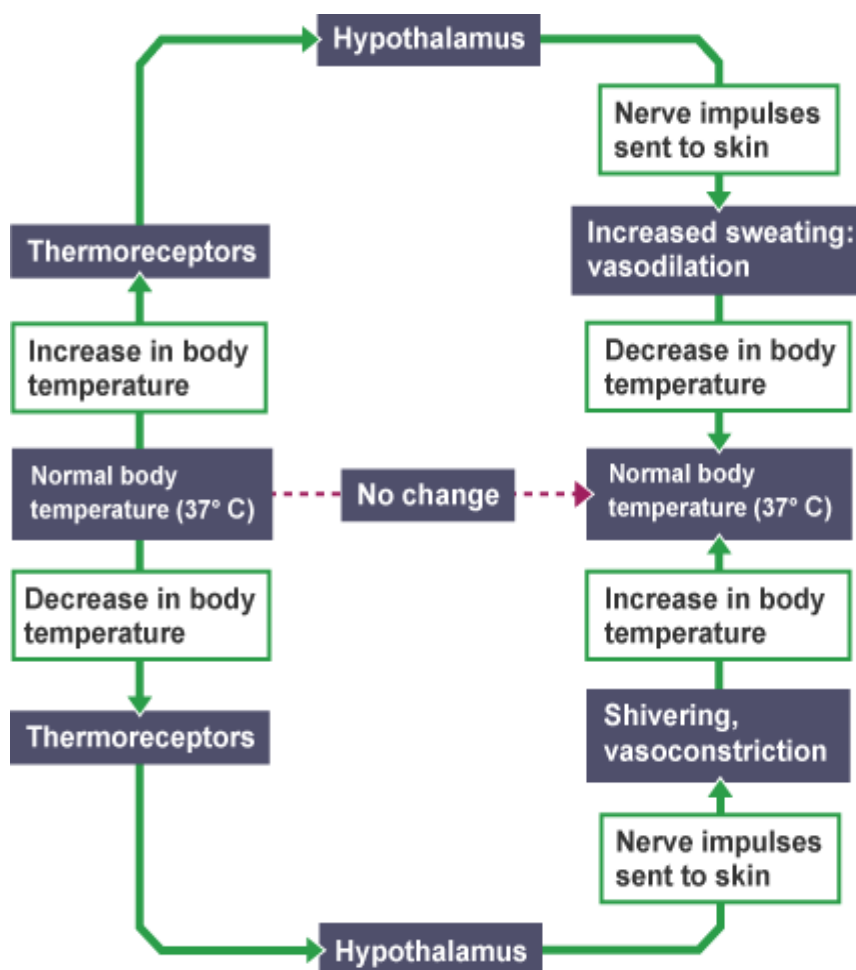 Hypothalamus
Nerve impulses
sent to skin
Thermoreceptors
Increased sweating:
vasodilation
Increase in body
temperature
Decrease in body
temperature
Normal body
temperature (37° C)
No change
Normal body
temperature (37° C)
Decrease in body
temperature
Increase in body
temperature
Thermoreceptors
Shivering,
vasoconstriction
Nerve impulses
sent to skin
Hypothalamus